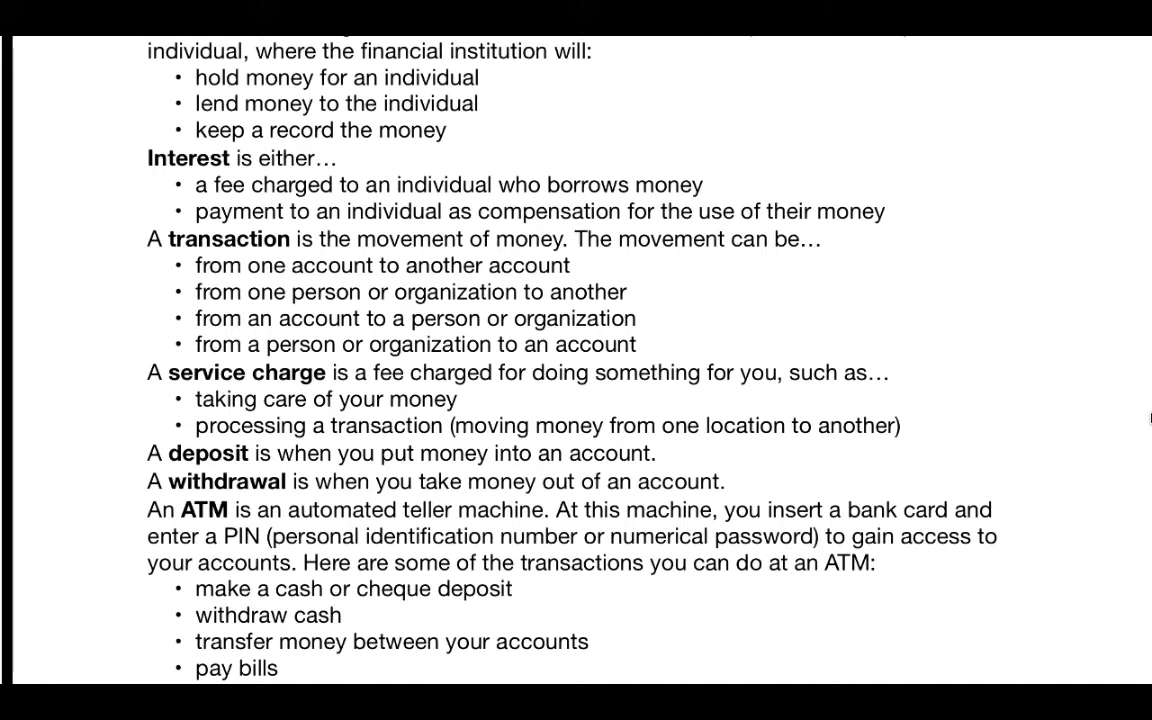 individual, where the financial institution will:
• hold money for an individual
• lend money to the individual
• keep a record the money
Interest is either…
• a fee charged to an individual who borrows money
• payment to an individual as compensation for the use of their money
A transaction is the movement of money. The movement can be…
• from one account to another account
• from one person or organization to another
• from an account to a person or organization
• from a person or organization to an account
A service charge is a fee charged for doing something for you, such as…
• taking care of your money
• processing a transaction (moving money from one location to another)
A deposit is when you put money into an account.
A withdrawal is when you take money out of an account.
An ATM is an automated teller machine. At this machine, you insert a bank card and
enter a PIN (personal identification number or numerical password) to gain access to
your accounts. Here are some of the transactions you can do at an ATM:
• make a cash or cheque deposit
• withdraw cash
• transfer money between your accounts
• pay bills